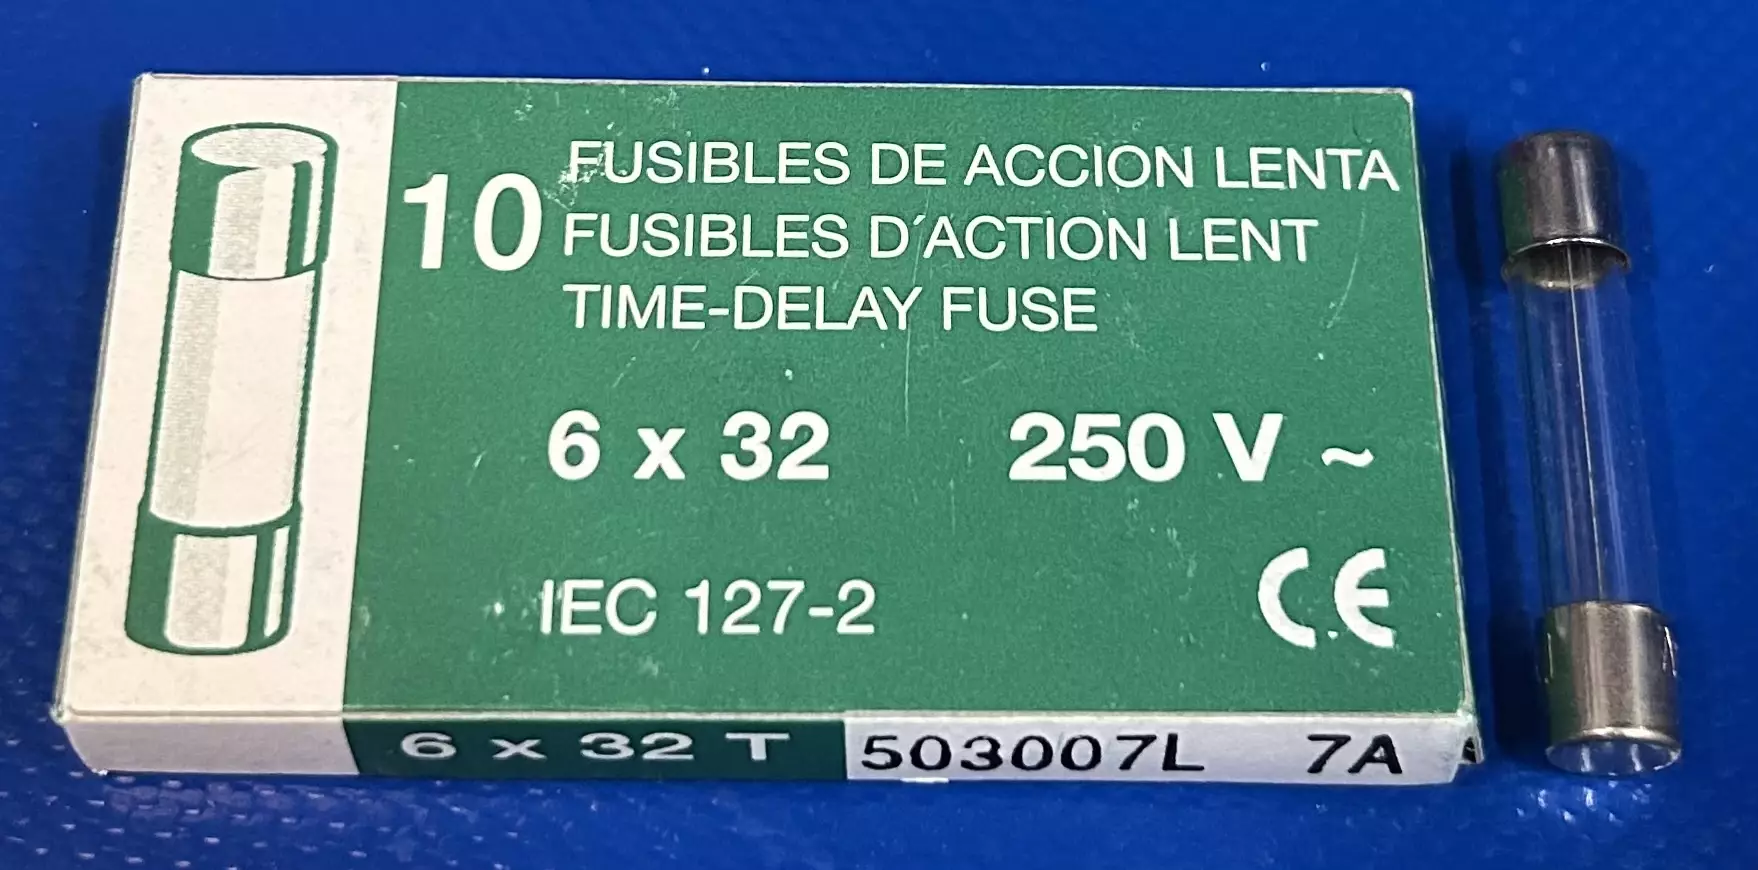 10
FUSIBLES DE ACCION LENTA
FUSIBLES D´ACTION LENT
TIME-DELAY FUSE
6 x 32 250 V ~
IEC 127-2 CE
6 x 32 T 503007L 7A